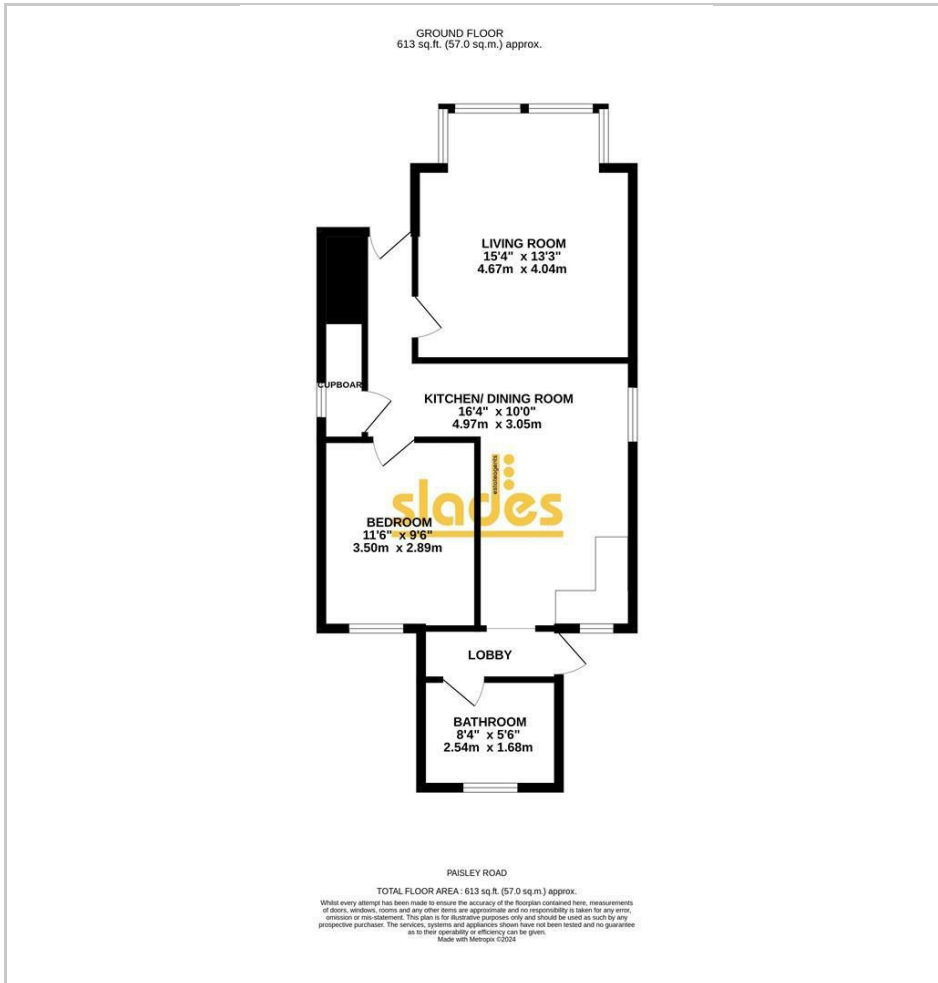 GROUND FLOOR
613 sq.ft. (57.0 sq.m.) approx.
LIVING ROOM
15'4" x 13'3"
4.67m x 4.04m
CUPBOAR
KITCHEN/ DINING ROOM
16'4" x 10'0"
4.97m x 3.05m
estateagents
slades
BEDROOM
11'6" x 9'6"
3.50m x 2.89m
LOBBY
BATHROOM
8'4" x 5'6"
2.54m x 1.68m
PAISLEY ROAD
TOTAL FLOOR AREA : 613 sq.ft. (57.0 sq.m.) approx.
Whilst every attempt has been made to ensure the accuracy of the floorplan contained here, measurements
of doors, windows, rooms and any other items are approximate and no responsibility is taken for any error,
omission or mis-statement. This plan is for illustrative purposes only and should be used as such by any
prospective purchaser. The services, systems and appliances shown have not been tested and no guarantee
as to their operability or efficiency can be given.
Made with Metropix ©2024